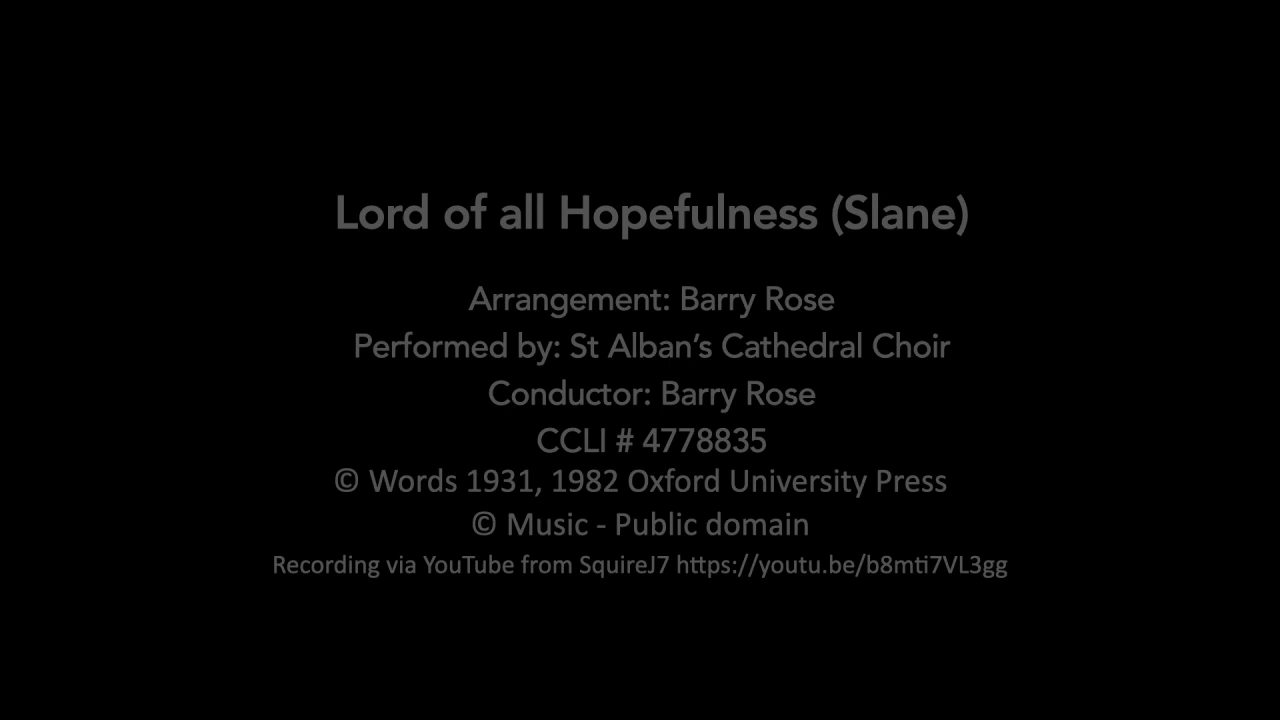 Lord of all Hopefulness (Slane)
Arrangement: Barry Rose
Performed by: St Alban’s Cathedral Choir
Conductor: Barry Rose
CCLI # 4778835
© Words 1931, 1982 Oxford University Press
© Music - Public domain
Recording via YouTube from SquireJ7 https://youtu.be/b8mti7VL3gg